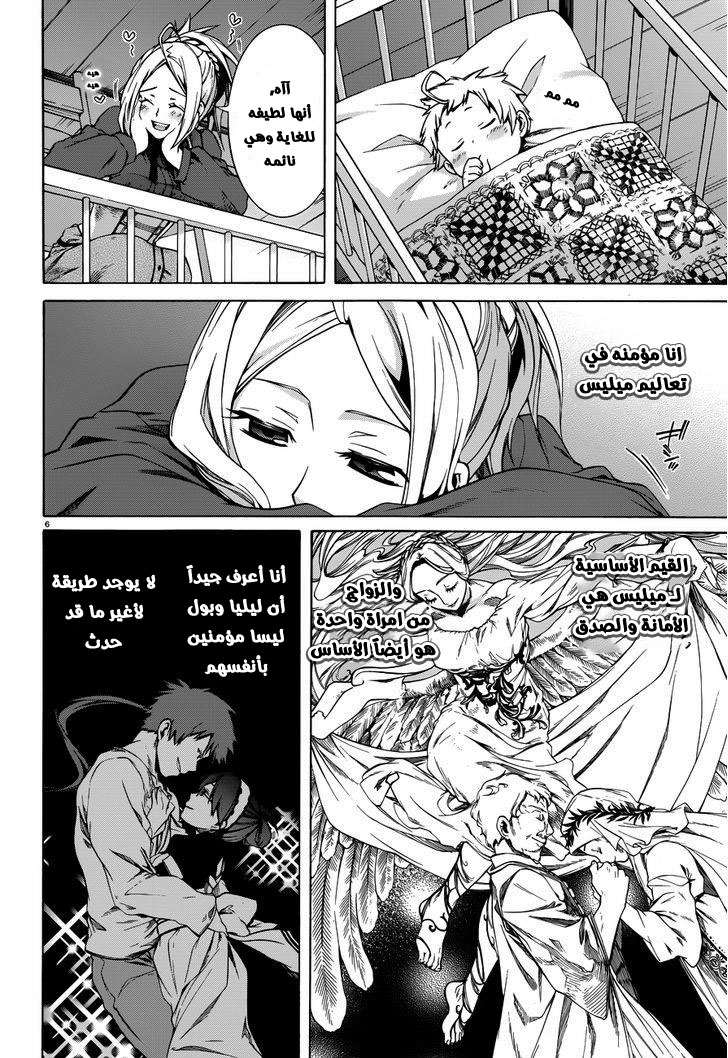 مم مم
آآه,
أنها لطيفه
للغاية وهي
نائمه
هيه
هيه
انا مؤمنه في
تعاليم ميليس
القيم الأساسية
لـ ميليس هي
الأمانة والصدق
والزواج
من امراة واحدة
هو أيضاً الأساس
أنا أعرف جيداً
أن ليليا وبول
ليسا مؤمنين
بأنفسهم
لا يوجد طريقة
لأغير ما قد
حدث
6